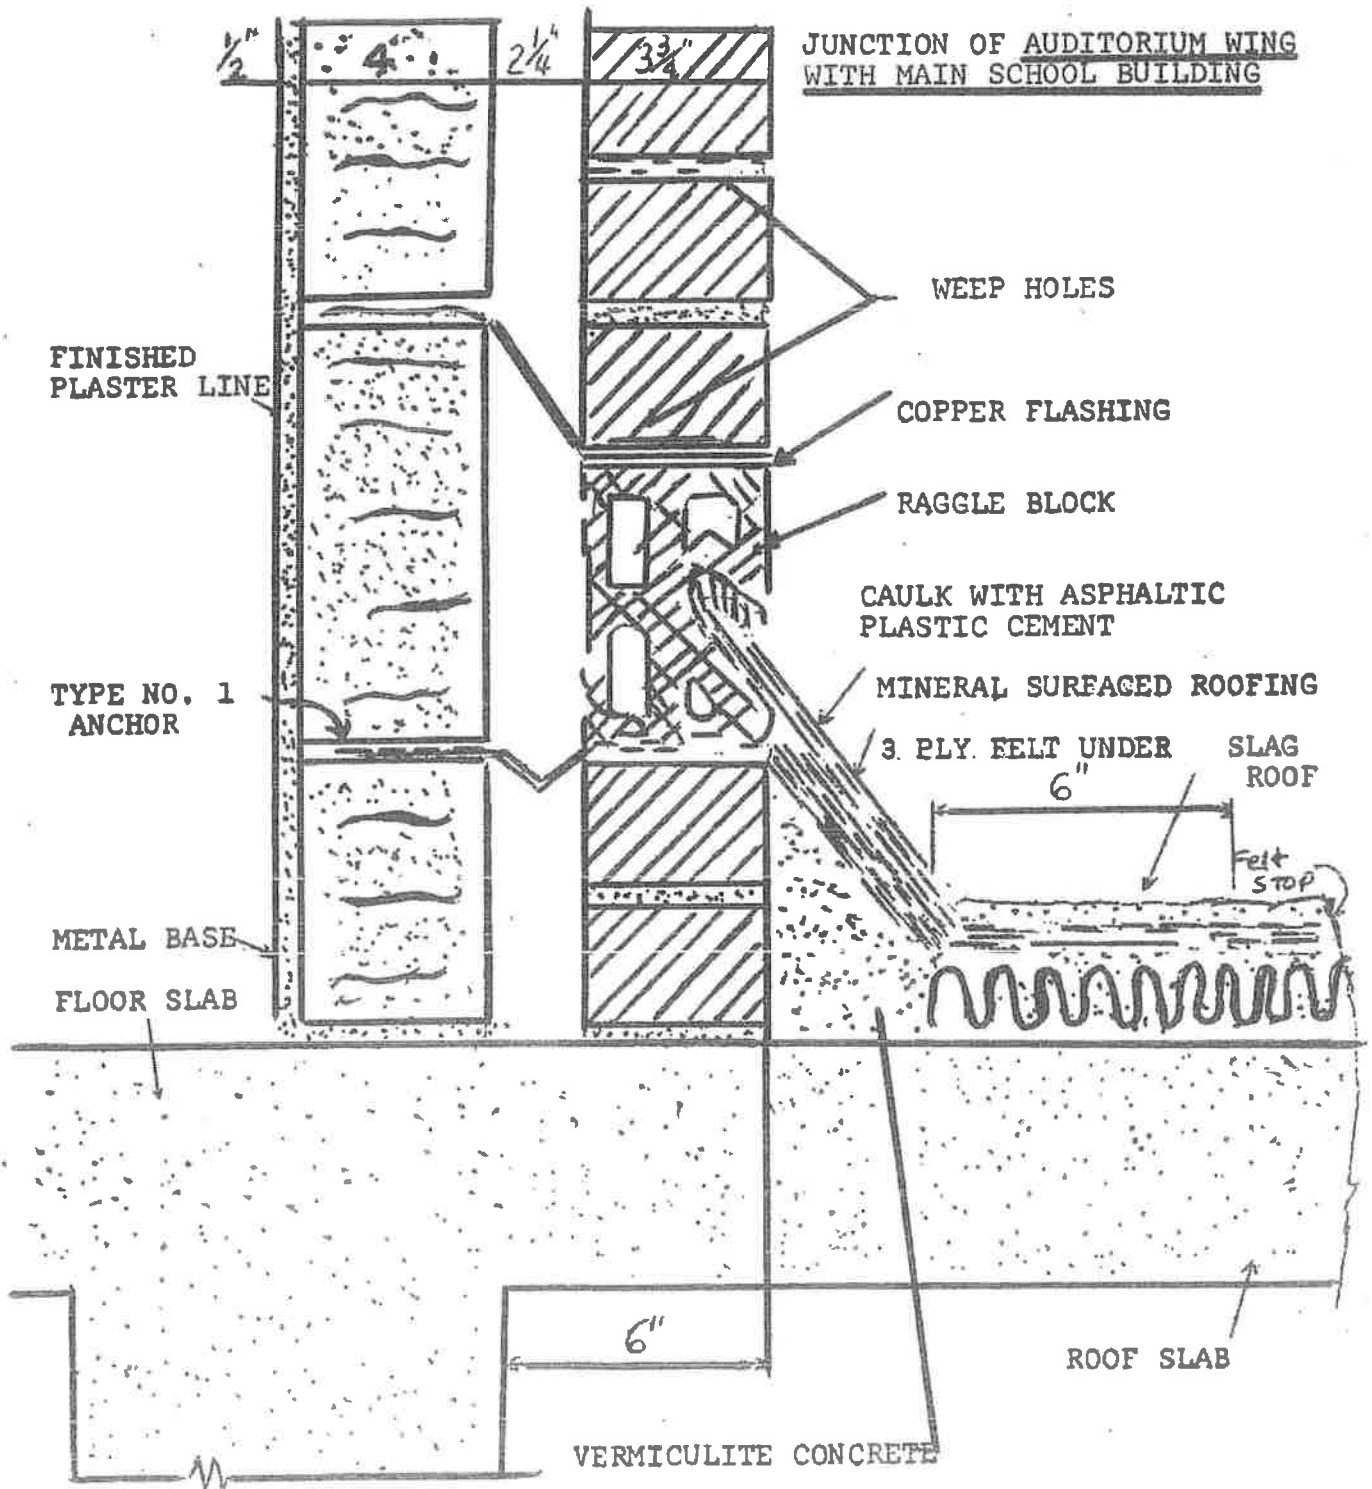 1/2"
4"
2 1/4"
3 3/4"
JUNCTION OF AUDITORIUM WING
WITH MAIN SCHOOL BUILDING
WEEP HOLES
FINISHED
PLASTER LINE
COPPER FLASHING
RAGGLE BLOCK
CAULK WITH ASPHALTIC
PLASTIC CEMENT
TYPE NO. 1
ANCHOR
MINERAL SURFACED ROOFING
3 PLY FELT UNDER
SLAG
ROOF
6"
Felt
STOP
METAL BASE
FLOOR SLAB
6"
ROOF SLAB
VERMICULITE CONCRETE